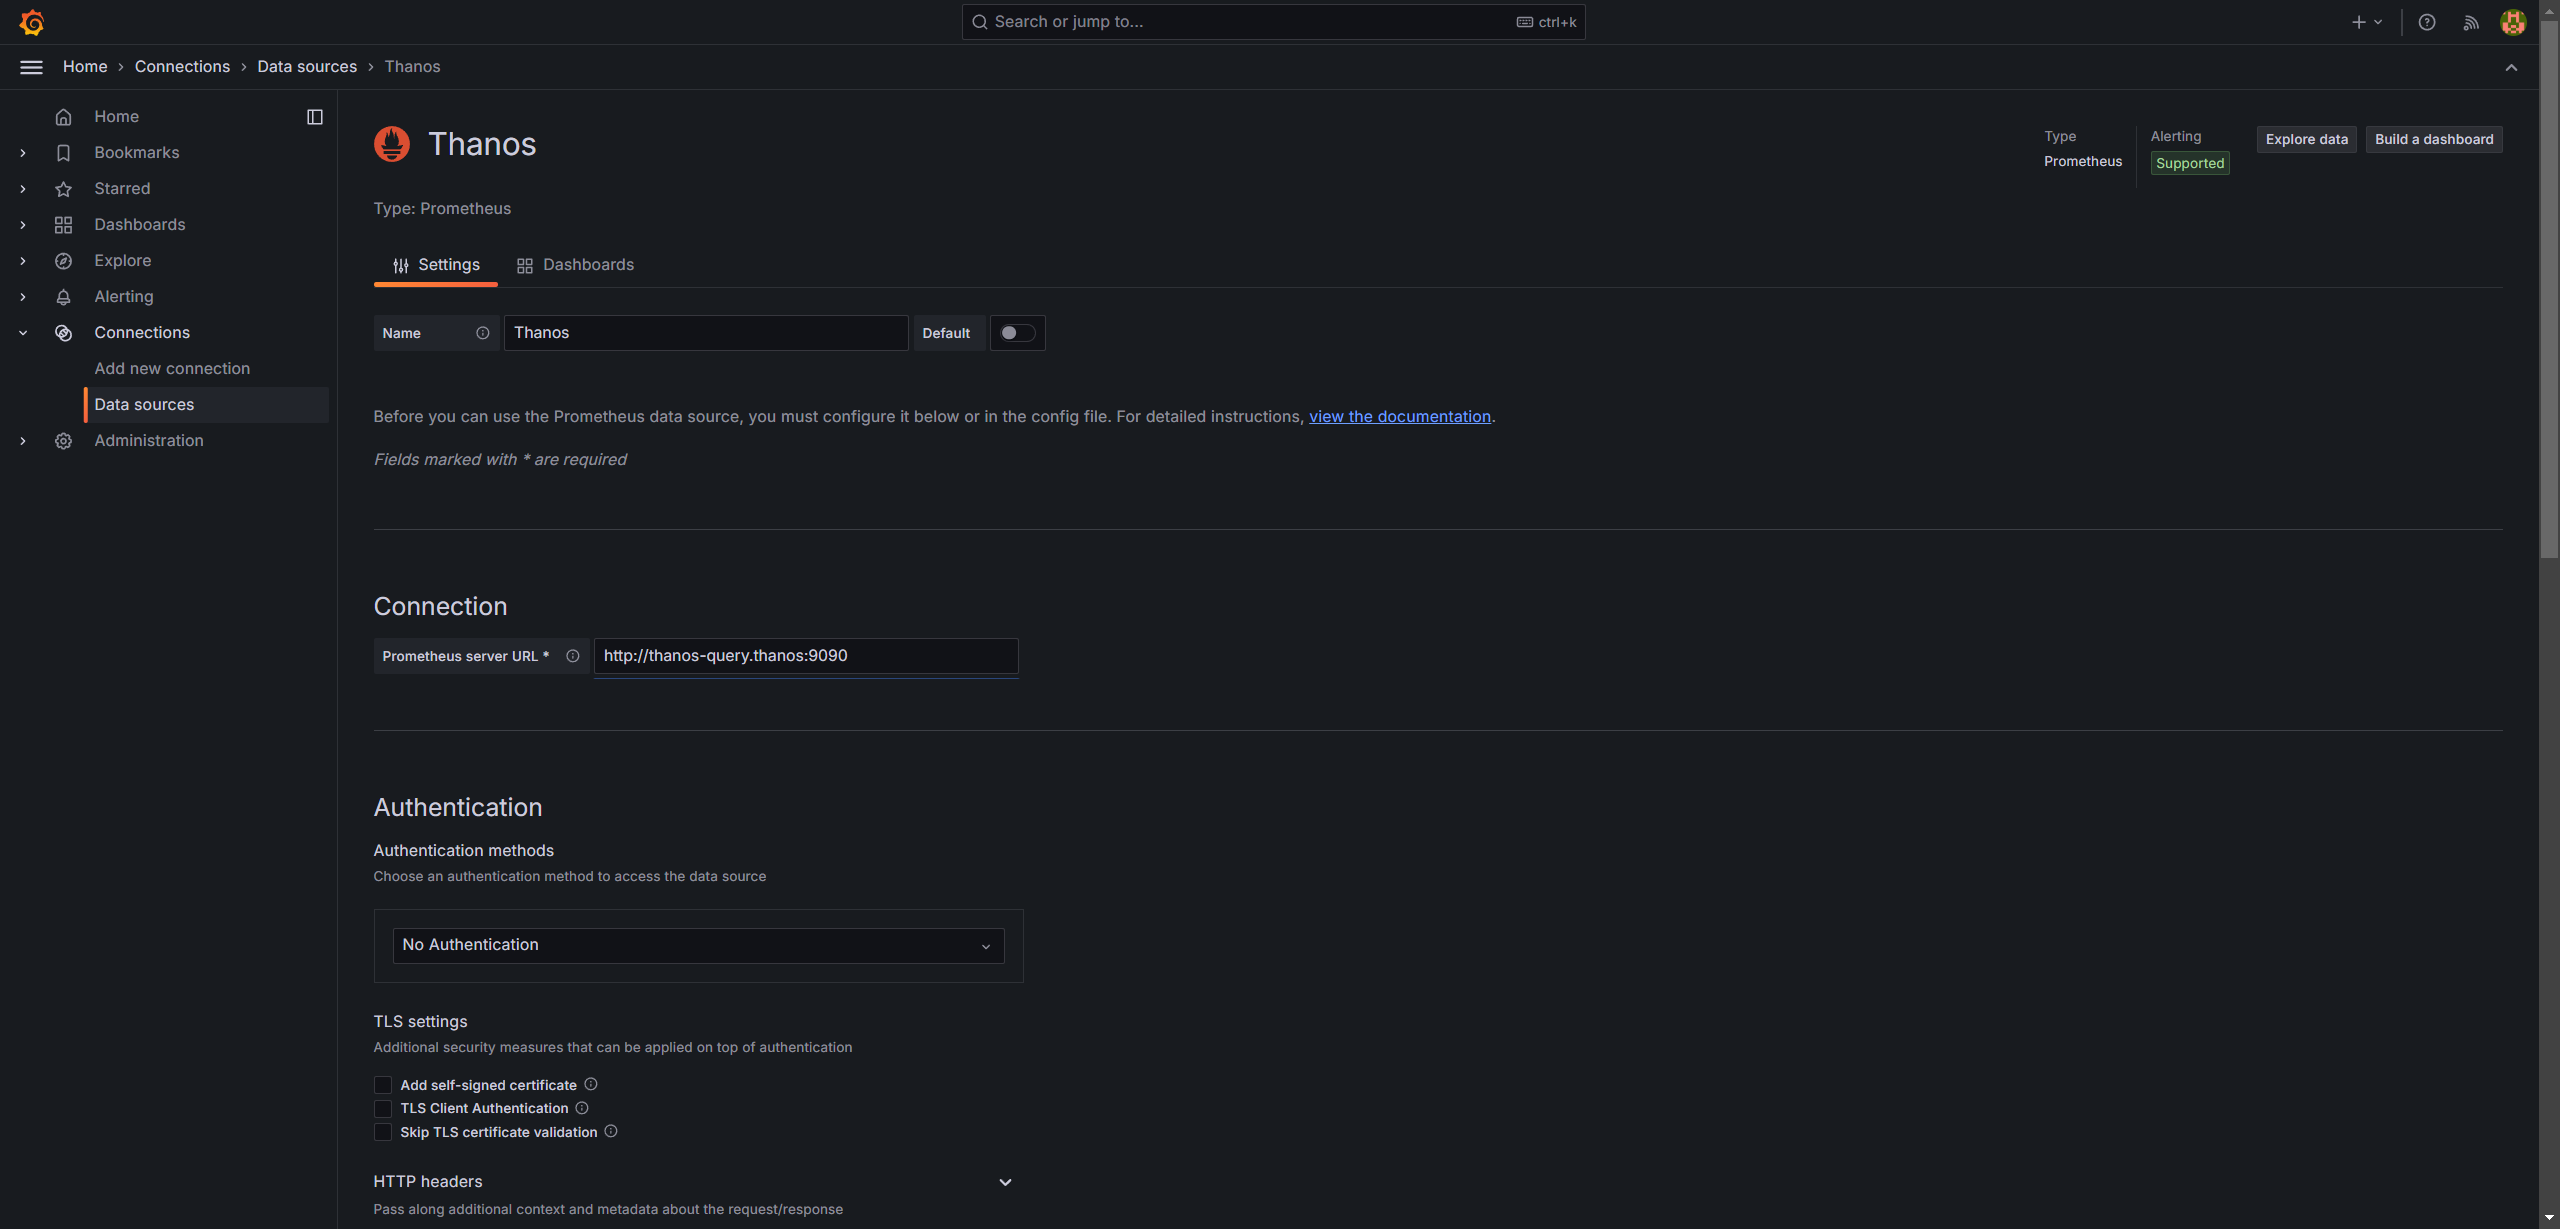 Search or jump to...
ctrl+k
Home
Connections
Data sources
Thanos
Home
Bookmarks
Starred
Dashboards
Explore
Alerting
Connections
Add new connection
Data sources
Administration
Thanos
Type
Prometheus
Alerting
Supported
Explore data
Build a dashboard
Type: Prometheus
Settings
Dashboards
Name
Thanos
Default
Before you can use the Prometheus data source, you must configure it below or in the config file. For detailed instructions, view the documentation.
Fields marked with * are required
Connection
Prometheus server URL *
http://thanos-query.thanos:9090
Authentication
Authentication methods
Choose an authentication method to access the data source
No Authentication
TLS settings
Additional security measures that can be applied on top of authentication
Add self-signed certificate
TLS Client Authentication
Skip TLS certificate validation
HTTP headers
Pass along additional context and metadata about the request/response